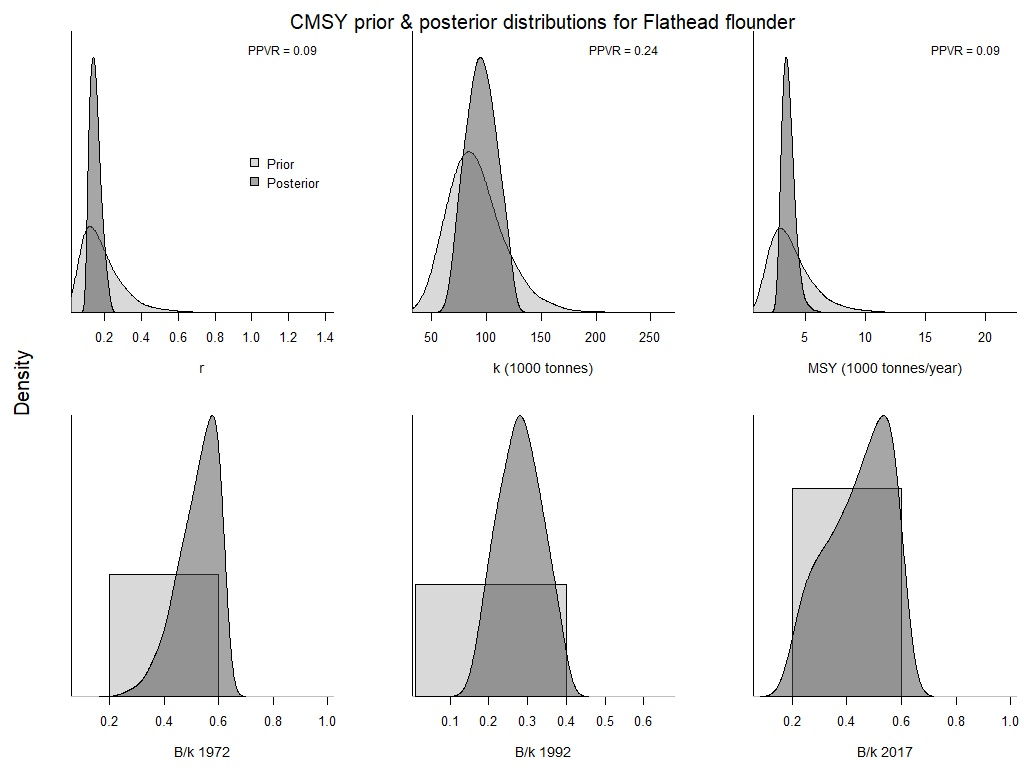 CMSY prior & posterior distributions for Flathead flounder
PPVR = 0.09
PPVR = 0.24
PPVR = 0.09
Prior
Posterior
0.2 0.4 0.6 0.8 1.0 1.2 1.4
50 100 150 200 250
5 10 15 20
r
k (1000 tonnes)
MSY (1000 tonnes/year)
Density
0.2 0.4 0.6 0.8 1.0
0.1 0.2 0.3 0.4 0.5 0.6
0.2 0.4 0.6 0.8 1.0
B/k 1972
B/k 1992
B/k 2017